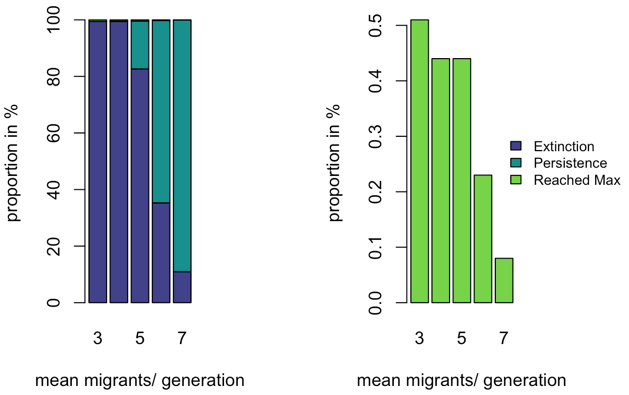 proportion in %
100
80
60
40
20
0
3 5 7
mean migrants/ generation
proportion in %
0.5
0.4
0.3
0.2
0.1
0.0
3 5 7
mean migrants/ generation
Extinction
Persistence
Reached Max